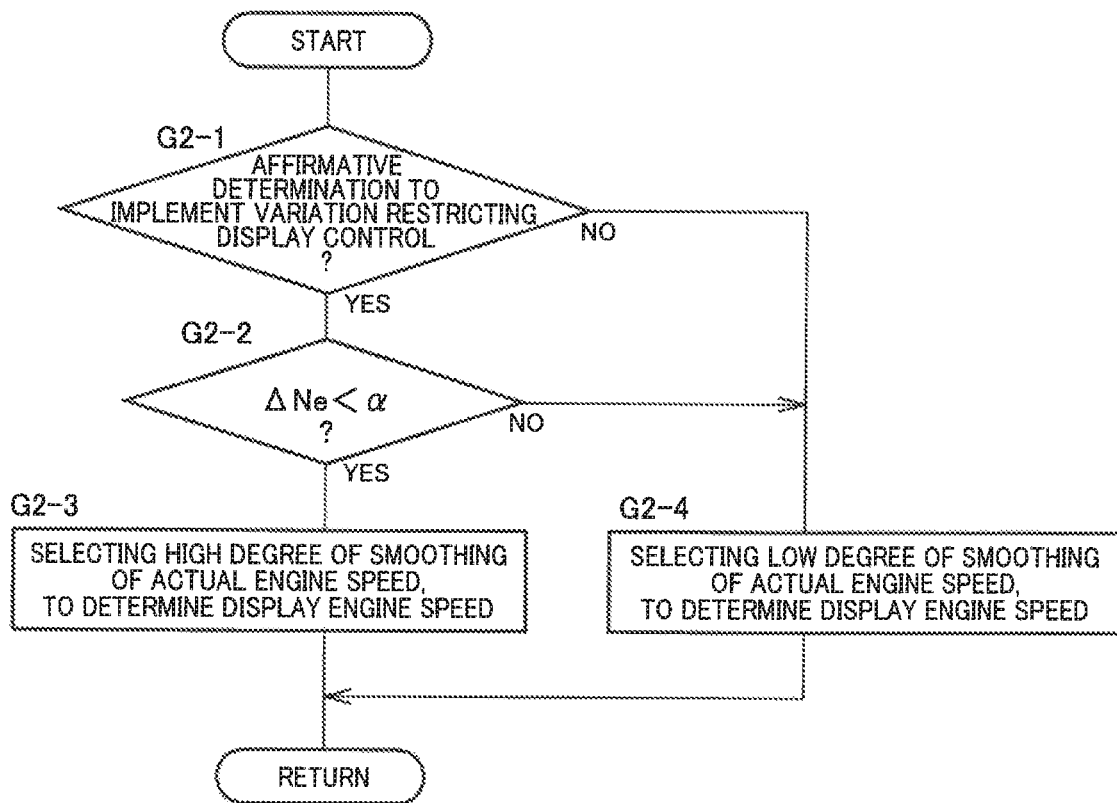 START
G2-1
AFFIRMATIVE
DETERMINATION TO
IMPLEMENT VARIATION RESTRICTING
DISPLAY CONTROL
?
NO
YES
G2-2
ΔNe<α
?
NO
YES
G2-3
SELECTING HIGH DEGREE OF SMOOTHING
OF ACTUAL ENGINE SPEED,
TO DETERMINE DISPLAY ENGINE SPEED
G2-4
SELECTING LOW DEGREE OF SMOOTHING
OF ACTUAL ENGINE SPEED,
TO DETERMINE DISPLAY ENGINE SPEED
RETURN